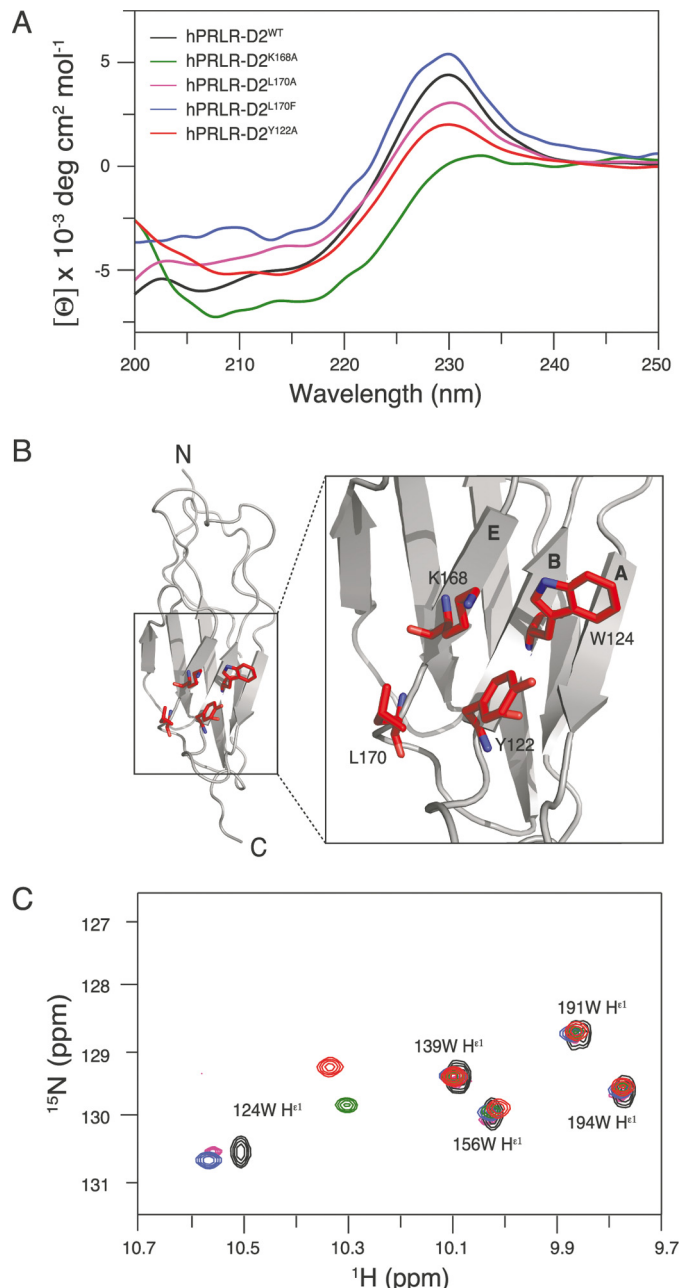 A
hPRLR-D2WT
hPRLR-D2K168A
hPRLR-D2L170A
hPRLR-D2L170F
hPRLR-D2Y122A
5
0
-5
[Θ] x 10-3 deg cm2 mol-1
200 210 220 230 240 250
Wavelength (nm)
B
N
C
E
B
A
K168
W124
L170
Y122
C
127
128
129
130
131
15N (ppm)
191W Hε1
139W Hε1
124W Hε1
156W Hε1
194W Hε1
10.7 10.5 10.3 10.1 9.9 9.7
1H (ppm)